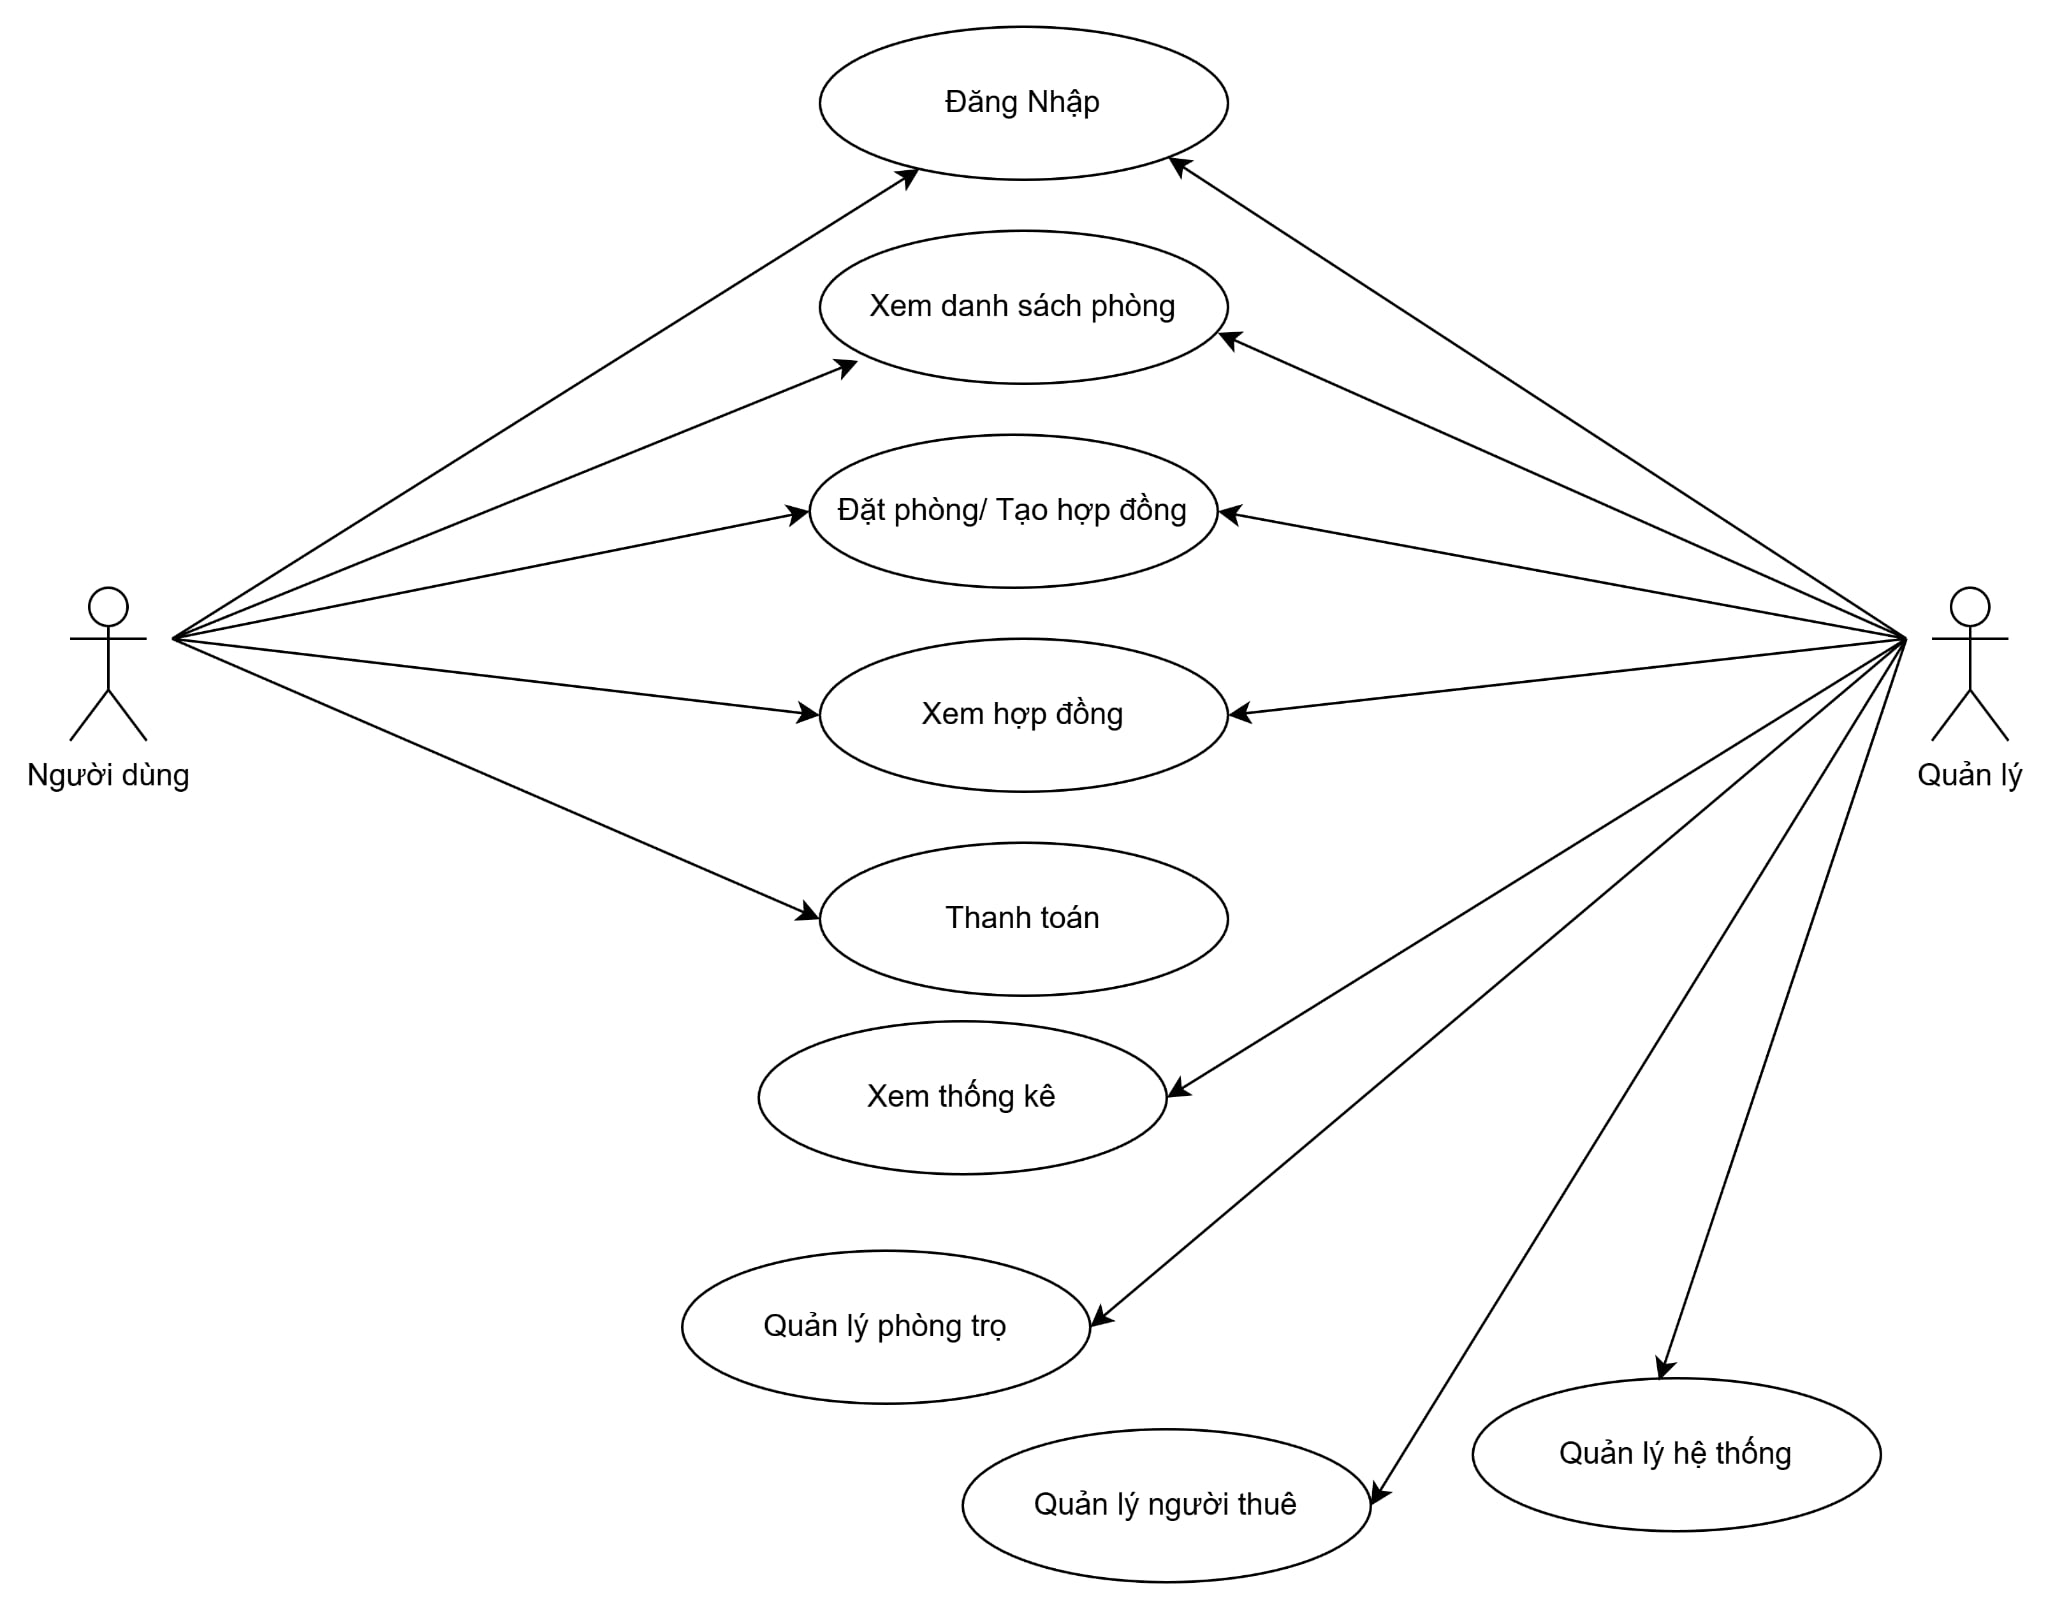 Đăng Nhập
Xem danh sách phòng
Đặt phòng/ Tạo hợp đồng
Xem hợp đồng
Người dùng
Quản lý
Thanh toán
Xem thống kê
Quản lý phòng trọ
Quản lý hệ thống
Quản lý người thuê